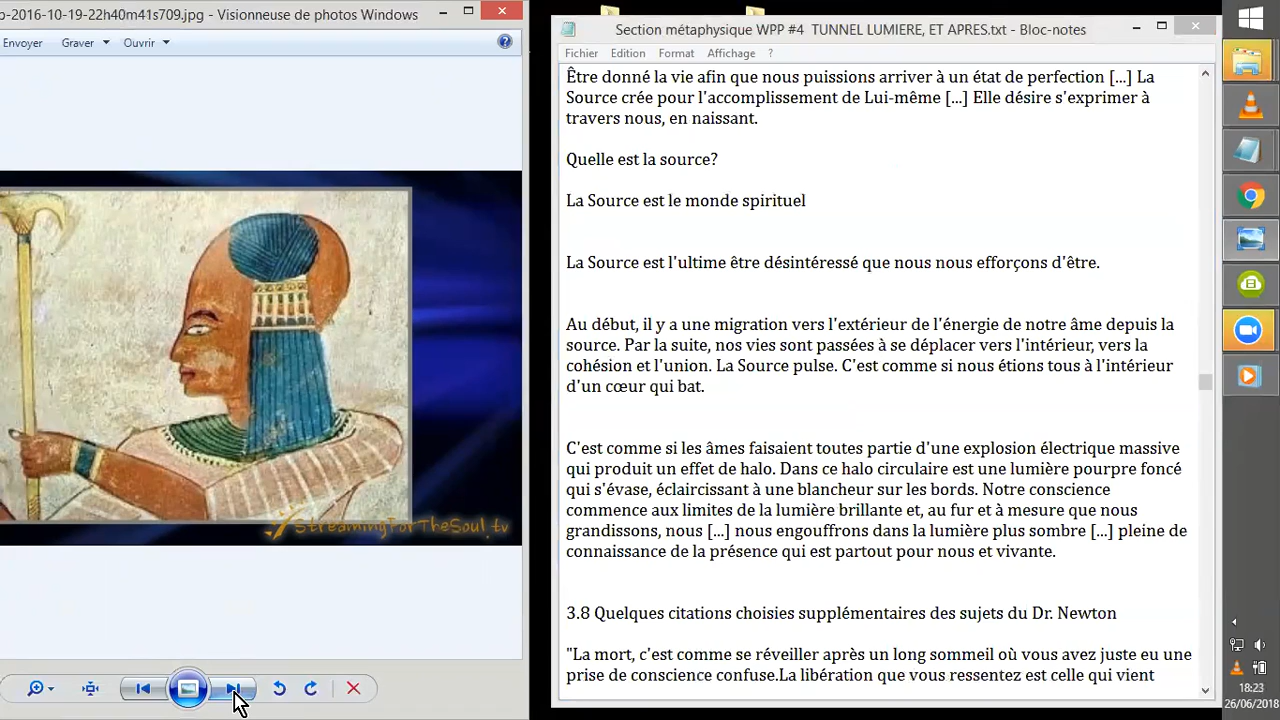 -2016-10-19-22h40m41s709.jpg - Visionneuse de photos Windows
Envoyer Graver Ouvrir
StreamingForTheSoul.tv
Section métaphysique WPP #4 TUNNEL LUMIERE, ET APRES.txt - Bloc-notes
Fichier Edition Format Affichage ?
Être donné la vie afin que nous puissions arriver à un état de perfection [...] La
Source crée pour l'accomplissement de Lui-même [...] Elle désire s'exprimer à
travers nous, en naissant.
Quelle est la source?
La Source est le monde spirituel
La Source est l'ultime être désintéressé que nous nous efforçons d'être.
Au début, il y a une migration vers l'extérieur de l'énergie de notre âme depuis la
source. Par la suite, nos vies sont passées à se déplacer vers l'intérieur, vers la
cohésion et l'union. La Source pulse. C'est comme si nous étions tous à l'intérieur
d'un cœur qui bat.
C'est comme si les âmes faisaient toutes partie d'une explosion électrique massive
qui produit un effet de halo. Dans ce halo circulaire est une lumière pourpre foncé
qui s'évase, éclaircissant à une blancheur sur les bords. Notre conscience
commence aux limites de la lumière brillante et, au fur et à mesure que nous
grandissons, nous [...] nous engouffrons dans la lumière plus sombre [...] pleine de
connaissance de la présence qui est partout pour nous et vivante.
3.8 Quelques citations choisies supplémentaires des sujets du Dr. Newton
"La mort, c'est comme se réveiller après un long sommeil où vous avez juste eu une
prise de conscience confuse.La libération que vous ressentez est celle qui vient
18:23
26/06/2018